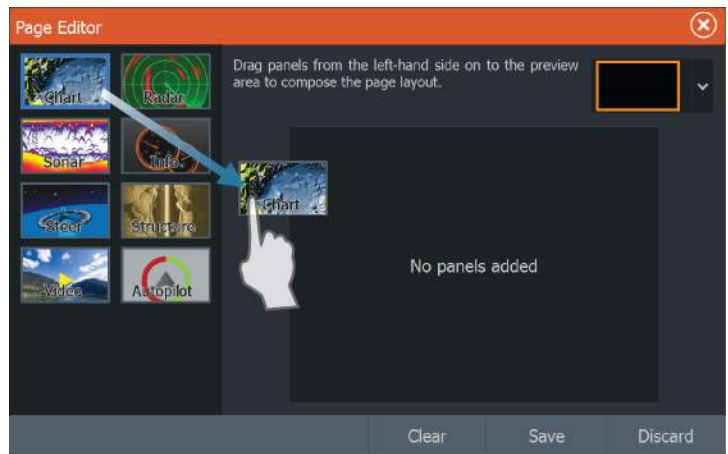 Page Editor
Drag panels from the left-hand side on to the preview
area to compose the page layout.
Chart
Radar
Sonar
Info
Chart
Steer
Structure
No panels added
Video
Autopilot
Clear
Save
Discard